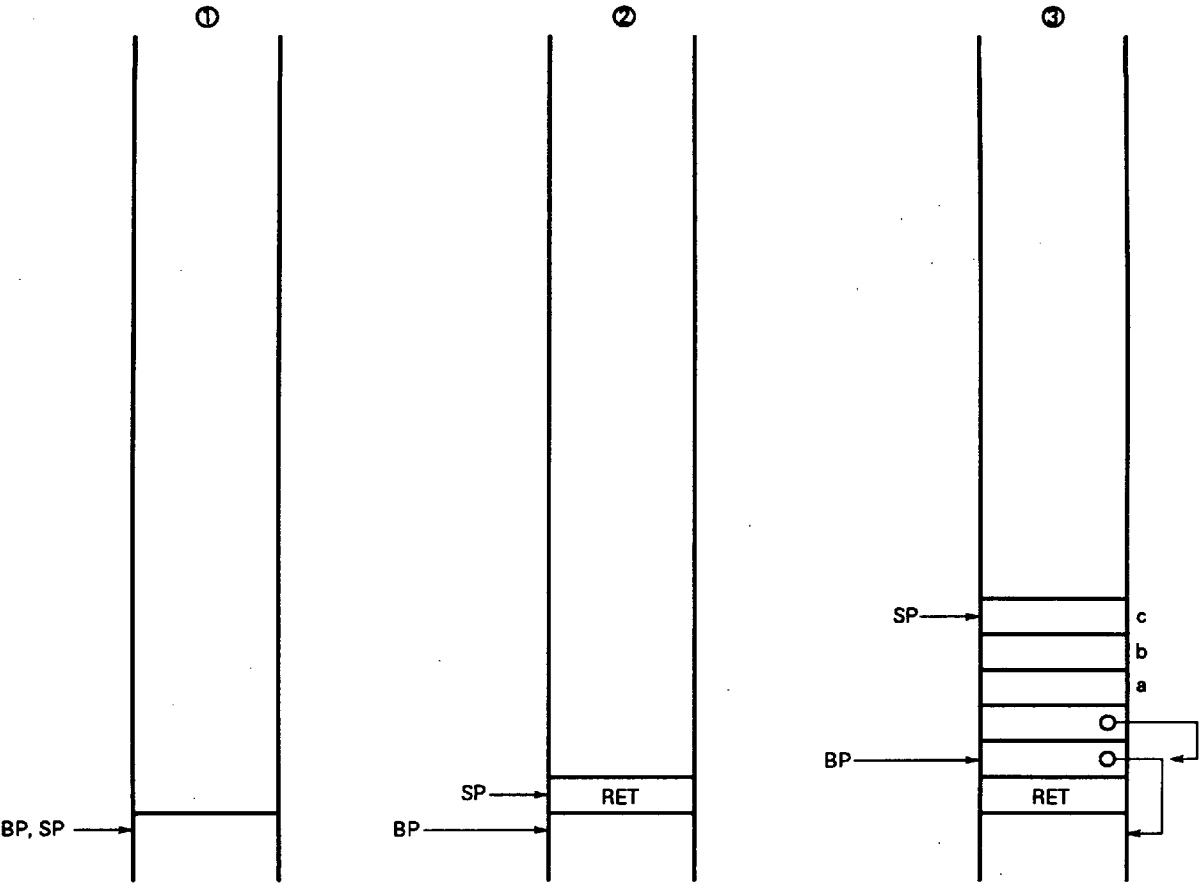 ① ② ③
SP c
b
a
BP
SP RET RET
BP, SP BP